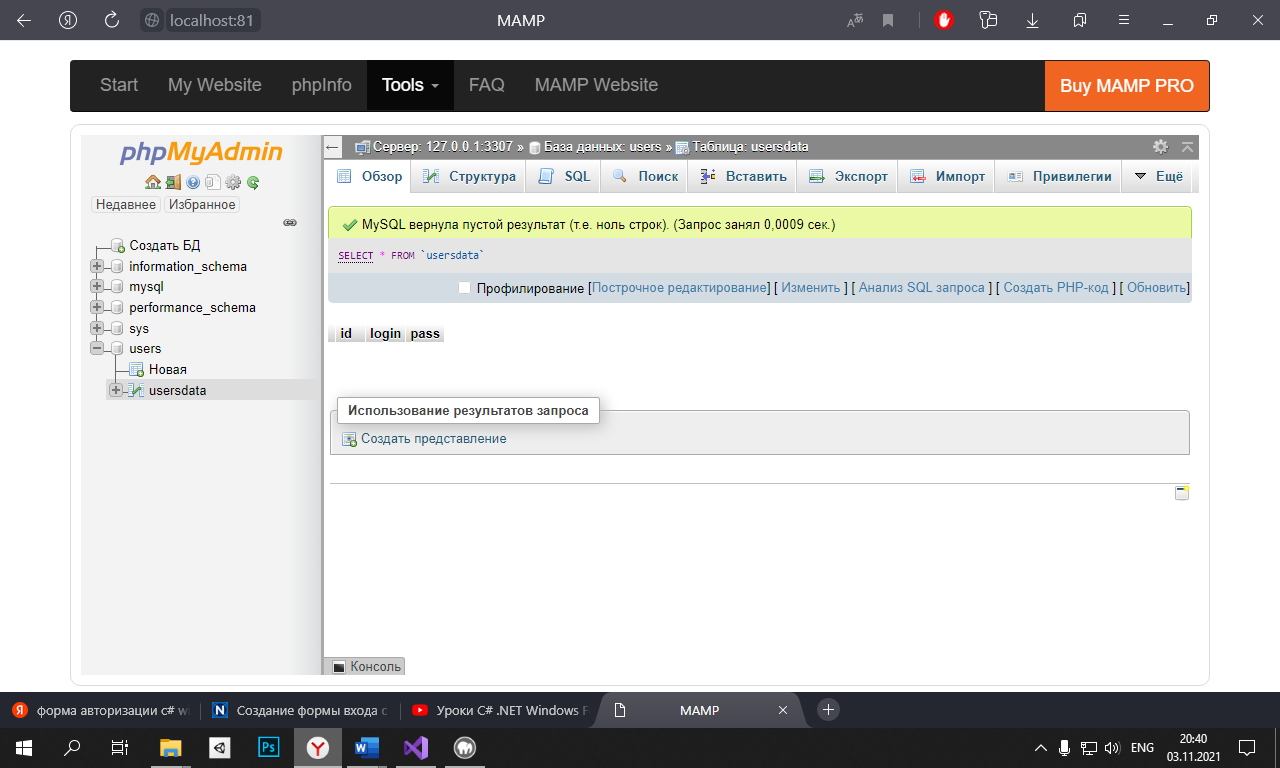 localhost:81
MAMP
Start My Website phpInfo Tools FAQ MAMP Website Buy MAMP PRO
phpMyAdmin
Недавнее Избранное
Создать БД
information_schema
mysql
performance_schema
sys
users
Новая
usersdata
Сервер: 127.0.0.1:3307 » База данных: users » Таблица: usersdata
Обзор Структура SQL Поиск Вставить Экспорт Импорт Привилегии Ещё
MySQL вернула пустой результат (т.е. ноль строк). (Запрос занял 0,0009 сек.)
SELECT * FROM `usersdata`
Профилирование [Построчное редактирование] [ Изменить ] [ Анализ SQL запроса ] [ Создать PHP-код ] [ Обновить]
id login pass
Использование результатов запроса
Создать представление
Консоль
форма авторизации c# wi
Создание формы входа с
Уроки C# .NET Windows F
MAMP
ENG
20:40
03.11.2021